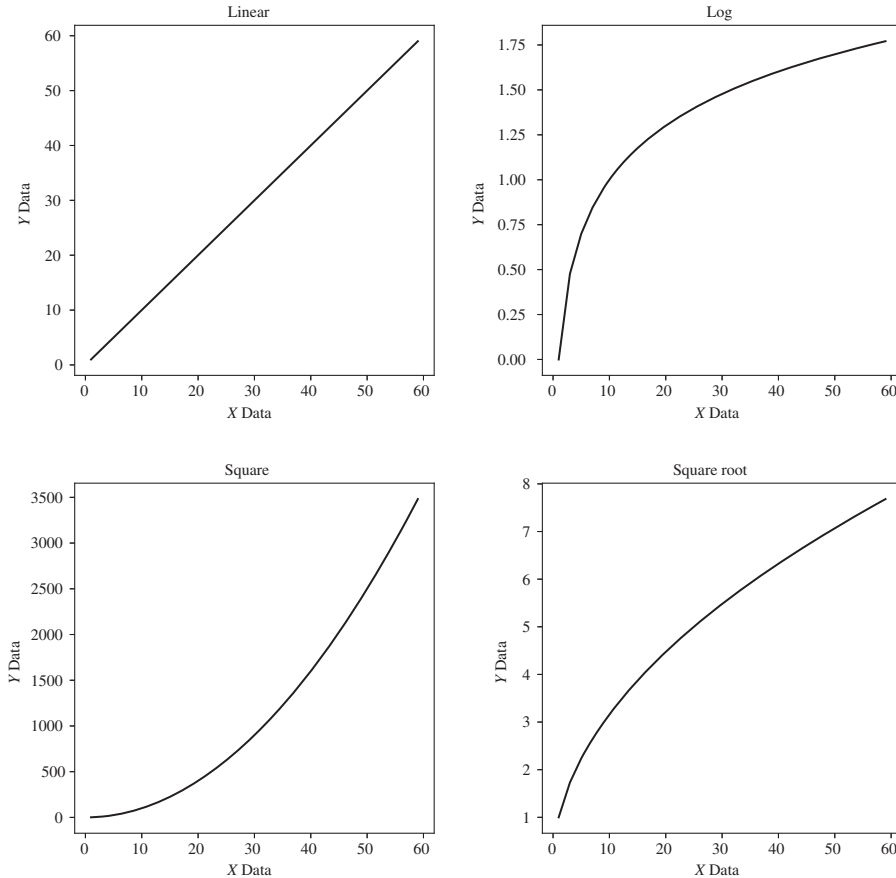 Linear
60
50
40
30
20
10
0
Y Data
0 10 20 30 40 50 60
X Data
Log
1.75
1.50
1.25
1.00
0.75
0.50
0.25
0.00
Y Data
0 10 20 30 40 50 60
X Data
Square
3500
3000
2500
2000
1500
1000
500
0
Y Data
0 10 20 30 40 50 60
X Data
Square root
8
7
6
5
4
3
2
1
Y Data
0 10 20 30 40 50 60
X Data